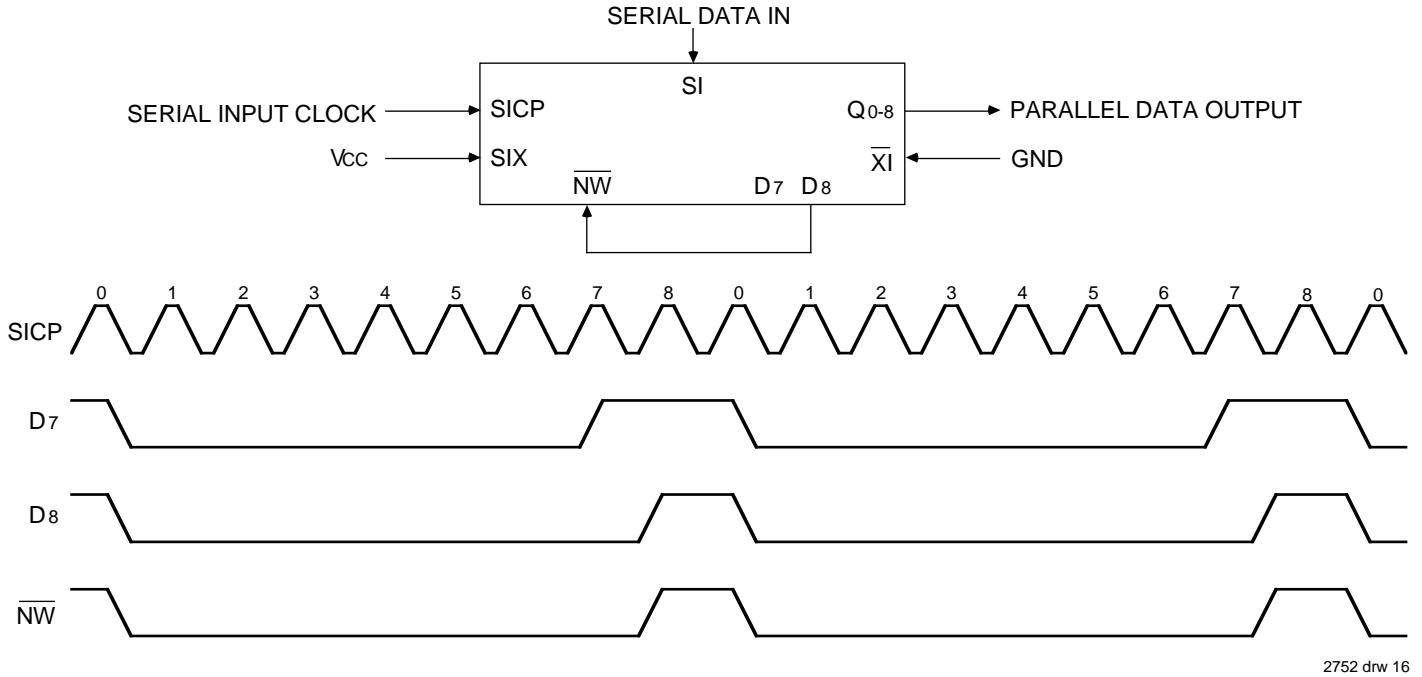 SERIAL DATA IN
SI
SERIAL INPUT CLOCK SICP Q0-8 PARALLEL DATA OUTPUT
VCC SIX XI GND
NW D7 D8
0 1 2 3 4 5 6 7 8 0 1 2 3 4 5 6 7 8 0
SICP
D7
D8
NW
2752 drw 16